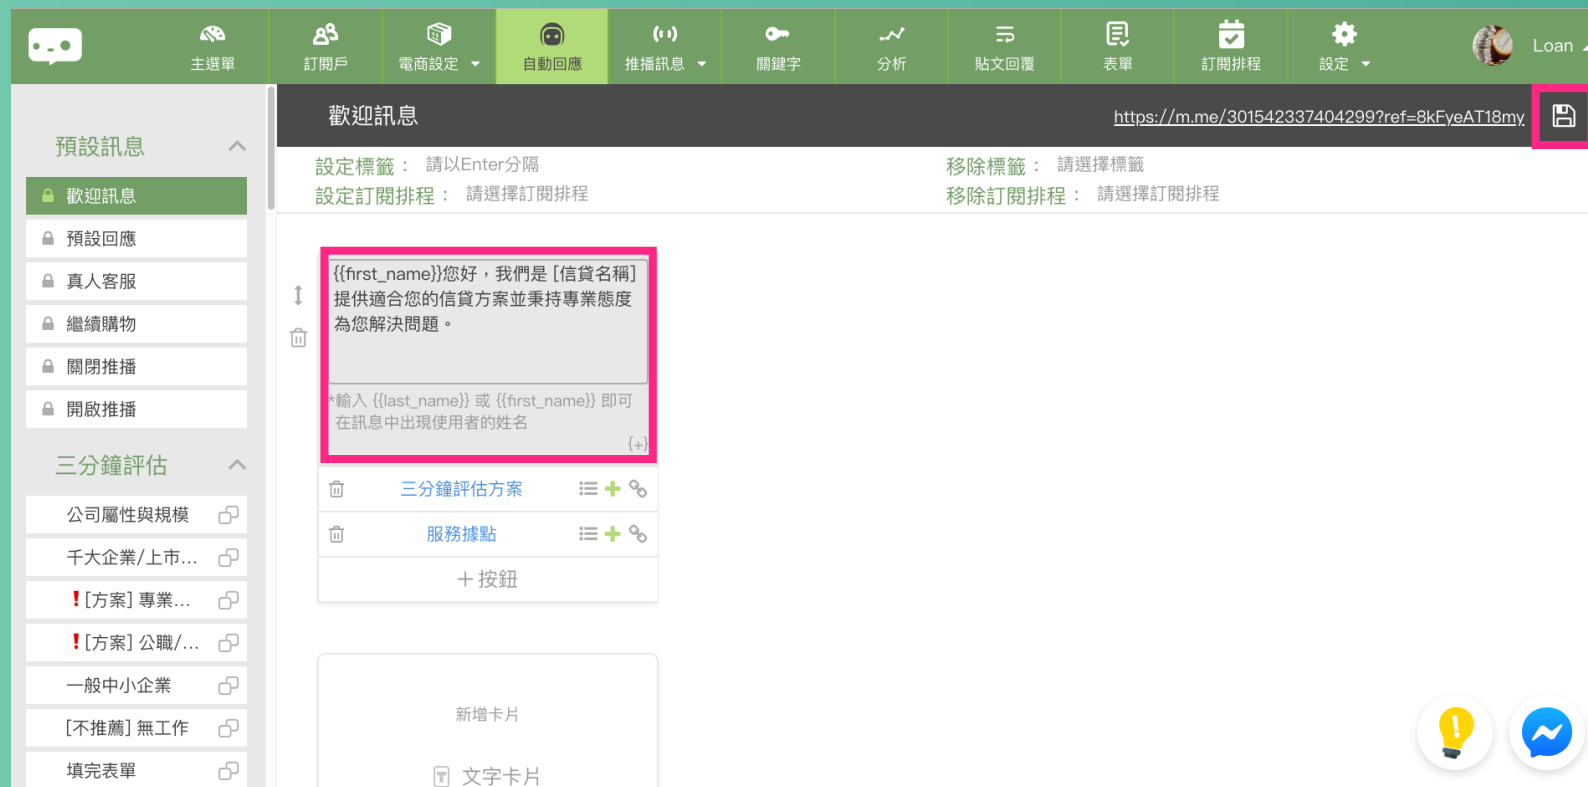 主選單
訂閱戶
電商設定
自動回應
推播訊息
關鍵字
分析
貼文回覆
表單
訂閱排程
設定
Loan
預設訊息
歡迎訊息
預設回應
真人客服
繼續購物
關閉推播
開啟推播
三分鐘評估
公司屬性與規模
千大企業/上市...
❗[方案] 專業...
❗[方案] 公職/...
一般中小企業
[不推薦] 無工作
填完表單
歡迎訊息
https://m.me/301542337404299?ref=8kFyeAT18my
設定標籤： 請以Enter分隔
移除標籤： 請選擇標籤
設定訂閱排程： 請選擇訂閱排程
移除訂閱排程： 請選擇訂閱排程
{{first_name}}您好，我們是 [信貸名稱]
提供適合您的信貸方案並秉持專業態度
為您解決問題。
*輸入 {{last_name}} 或 {{first_name}} 即可
在訊息中出現使用者的姓名
{+}
三分鐘評估方案
服務據點
＋按鈕
新增卡片
文字卡片